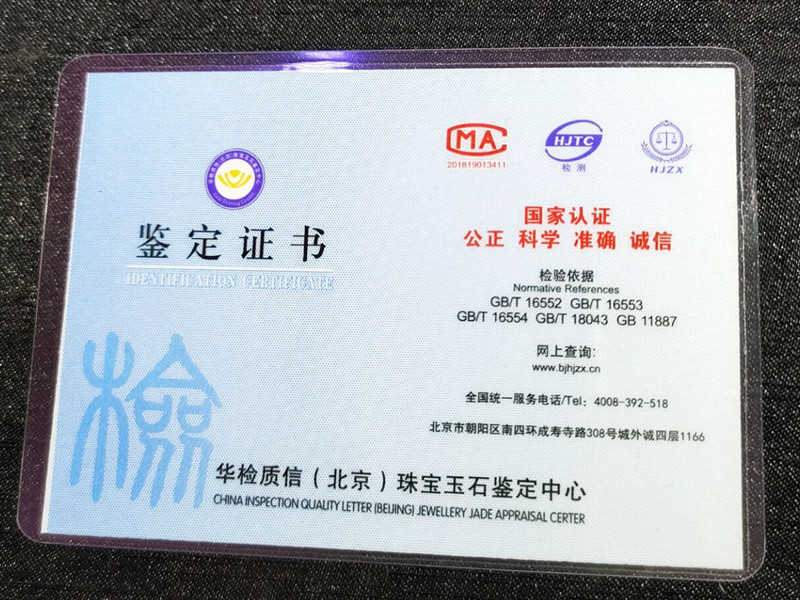 鉴定证书
IDENTIFICATION CERTIFICATE
检
CMA
201819013411
HJTC
检测
HJZX
国家认证
公正 科学 准确 诚信
检验依据
Normative References
GB/T 16552 GB/T 16553
GB/T 16554 GB/T 18043 GB 11887
网上查询:
www.bjhjzx.cn
全国统一服务电话/Tel: 4008-392-518
北京市朝阳区南四环成寿寺路308号城外诚四层1166
华检质信(北京)珠宝玉石鉴定中心
CHINA INSPECTION QUALITY LETTER (BEIJING) JEWELLERY JADE APPRAISAL CERTER